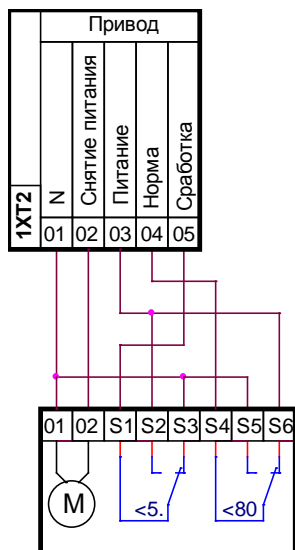 Привод
1XT2
N
Снятие питания
Питание
Норма
Сработка
01 02 03 04 05
01 02 S1 S2 S3 S4 S5 S6
M
<5.
<80